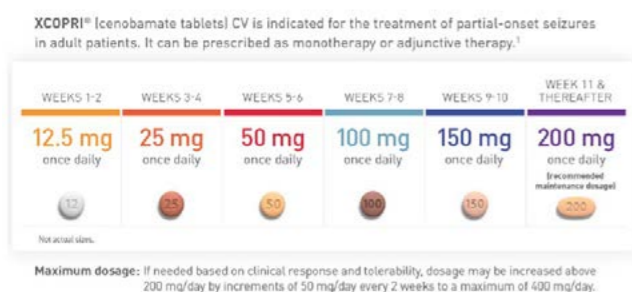 XCOPRI® (cenobamate tablets) CV is indicated for the treatment of partial-onset seizures
in adult patients. It can be prescribed as monotherapy or adjunctive therapy.¹
WEEKS 1-2
12.5 mg
once daily
12
WEEKS 3-4
25 mg
once daily
25
WEEKS 5-6
50 mg
once daily
50
WEEKS 7-8
100 mg
once daily
100
WEEKS 9-10
150 mg
once daily
150
WEEK 11 &
THEREAFTER
200 mg
once daily
(recommended
maintenance dosage)
200
Not actual sizes.
Maximum dosage: If needed based on clinical response and tolerability, dosage may be increased above
200 mg/day by increments of 50 mg/day every 2 weeks to a maximum of 400 mg/day.